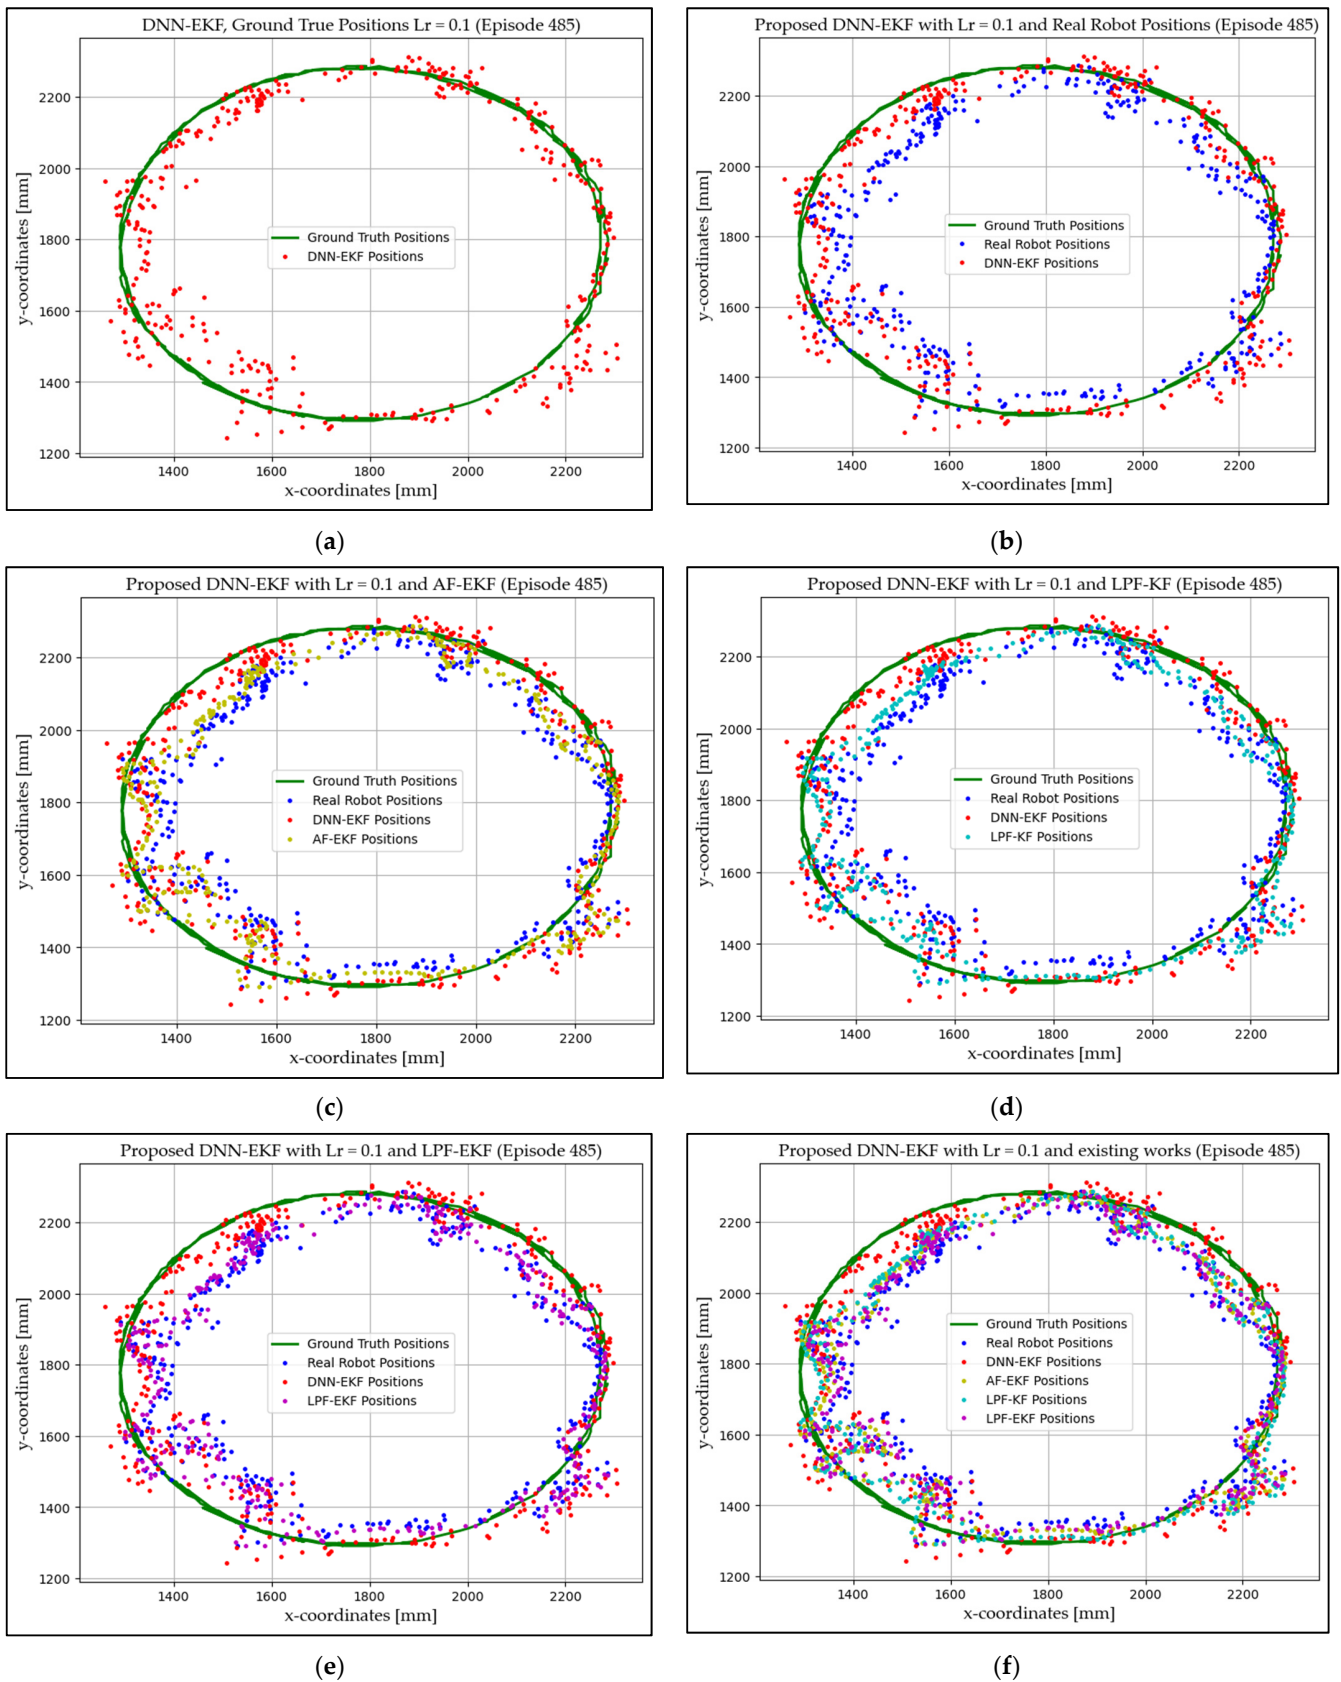 DNN-EKF, Ground True Positions Lr = 0.1 (Episode 485)
y-coordinates [mm]
2200
2000
1800
1600
1400
1200
Ground Truth Positions
DNN-EKF Positions
1400 1600 1800 2000 2200
x-coordinates [mm]
(a)
Proposed DNN-EKF with Lr = 0.1 and Real Robot Positions (Episode 485)
y-coordinates [mm]
2200
2000
1800
1600
1400
1200
Ground Truth Positions
Real Robot Positions
DNN-EKF Positions
1400 1600 1800 2000 2200
x-coordinates [mm]
(b)
Proposed DNN-EKF with Lr = 0.1 and AF-EKF (Episode 485)
y-coordinates [mm]
2200
2000
1800
1600
1400
1200
Ground Truth Positions
Real Robot Positions
DNN-EKF Positions
AF-EKF Positions
1400 1600 1800 2000 2200
x-coordinates [mm]
(c)
Proposed DNN-EKF with Lr = 0.1 and LPF-KF (Episode 485)
y-coordinates [mm]
2200
2000
1800
1600
1400
1200
Ground Truth Positions
Real Robot Positions
DNN-EKF Positions
LPF-KF Positions
1400 1600 1800 2000 2200
x-coordinates [mm]
(d)
Proposed DNN-EKF with Lr = 0.1 and LPF-EKF (Episode 485)
y-coordinates [mm]
2200
2000
1800
1600
1400
1200
Ground Truth Positions
Real Robot Positions
DNN-EKF Positions
LPF-EKF Positions
1400 1600 1800 2000 2200
x-coordinates [mm]
(e)
Proposed DNN-EKF with Lr = 0.1 and existing works (Episode 485)
y-coordinates [mm]
2200
2000
1800
1600
1400
1200
Ground Truth Positions
Real Robot Positions
DNN-EKF Positions
AF-EKF Positions
LPF-KF Positions
LPF-EKF Positions
1400 1600 1800 2000 2200
x-coordinates [mm]
(f)